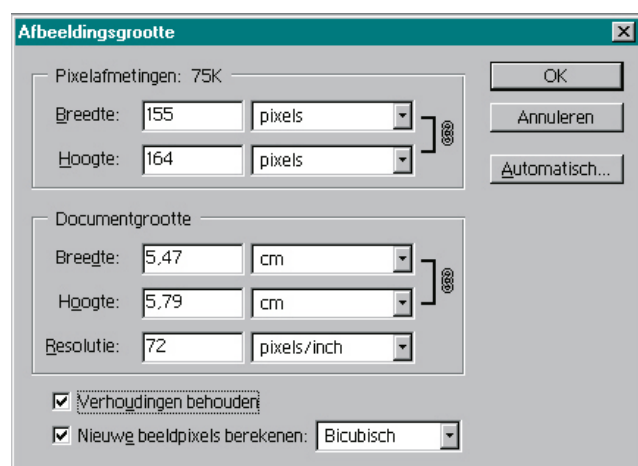 Afbeeldingsgrootte
Pixelafmetingen: 75K
OK
Breedte: 155 pixels
Annuleren
Hoogte: 164 pixels
Automatisch...
Documentgrootte
Breedte: 5,47 cm
Hoogte: 5,79 cm
Resolutie: 72 pixels/inch
Verhoudingen behouden
Nieuwe beeldpixels berekenen: Bicubisch